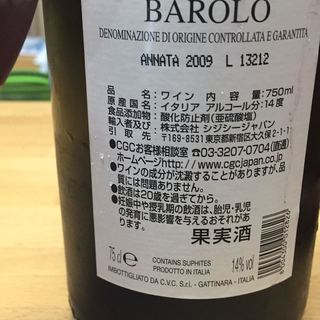 BAROLO
DENOMINAZIONE DI ORIGINE CONTROLLATA E GARANTITA
ANNATA 2009 L 13212
品名：ワイン 内容量：750ml
原産国名：イタリア アルコール分：14度
食品添加物：酸化防止剤(亜硫酸塩)
輸入者及び：株式会社 シジシージャパン
引取先 〒169-8531 東京都新宿区大久保2-1-1
●CGCお客様相談室☎03-3207-0704(直通)
ホームページhttp://www.cgcjapan.co.jp
●ワインの成分が沈澱することがありますが、品
質には問題ありません。
●飲酒は20歳を過ぎてから。
●妊娠中や授乳期の飲酒は、胎児・乳児
の発育に悪影響を与えるおそれがあ
ります。
果実酒
75 cl e
CONTAINS SULPHITES
PRODOTTO IN ITALIA
14% vol
IMBOTTIGLIATO DA C.V.C. S.r.l. - GATTINARA - ITALIA